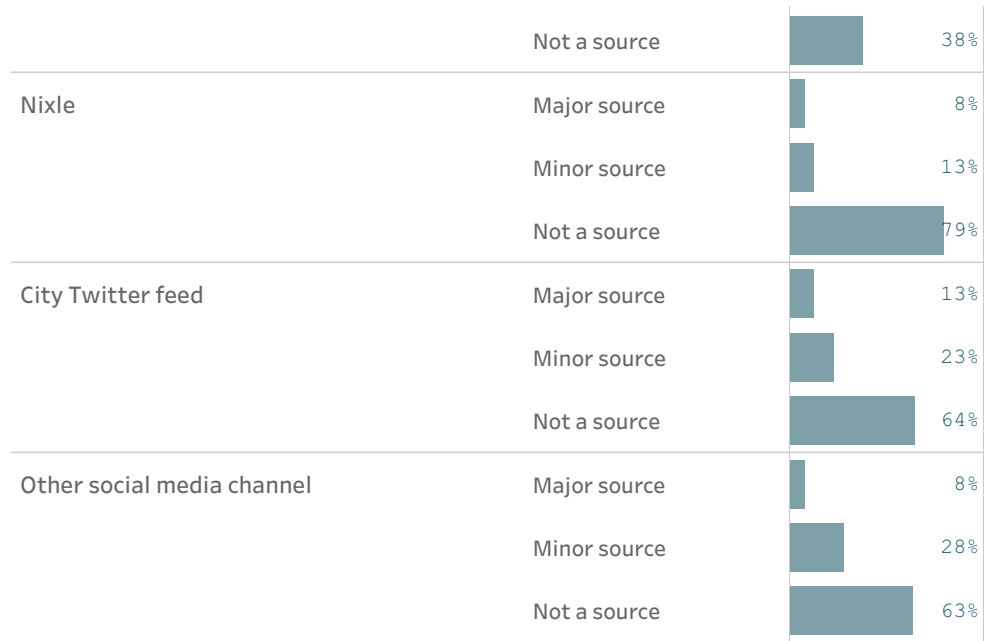 Not a source 38%
Nixle Major source 8%
Minor source 13%
Not a source 79%
City Twitter feed Major source 13%
Minor source 23%
Not a source 64%
Other social media channel Major source 8%
Minor source 28%
Not a source 63%